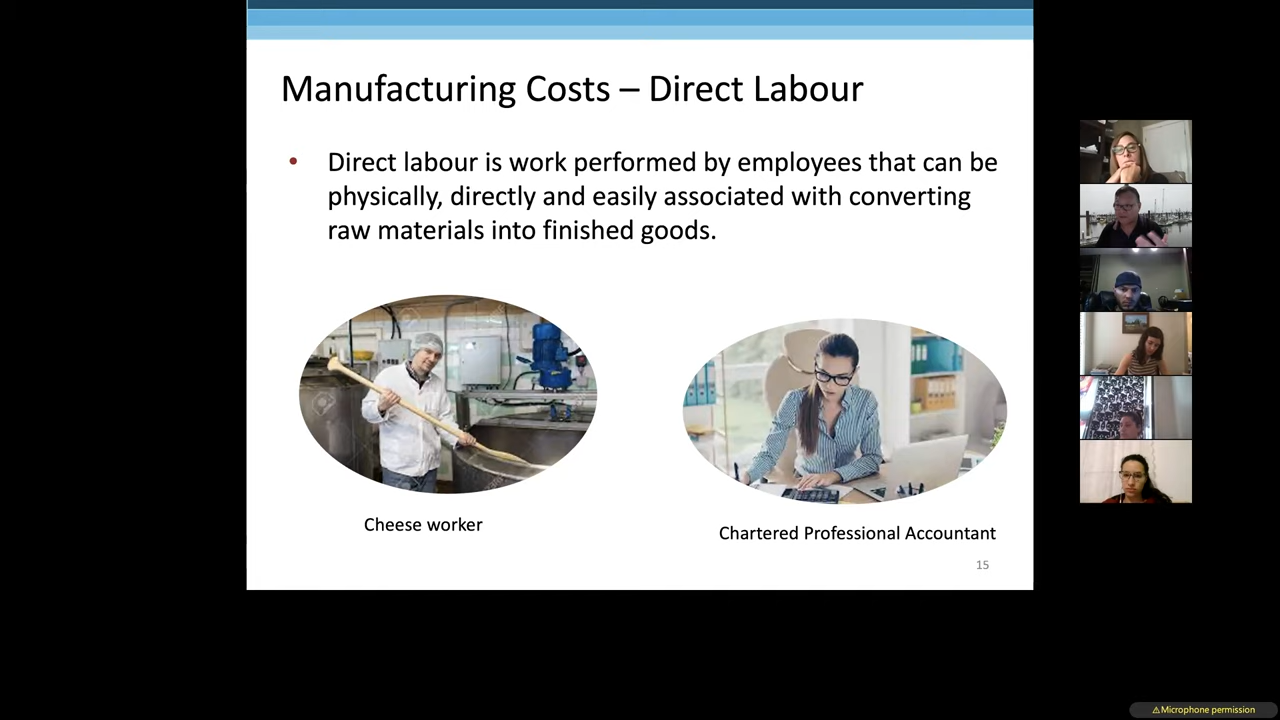 Manufacturing Costs – Direct Labour
• Direct labour is work performed by employees that can be
physically, directly and easily associated with converting
raw materials into finished goods.
Cheese worker
Chartered Professional Accountant
15
⚠Microphone permission